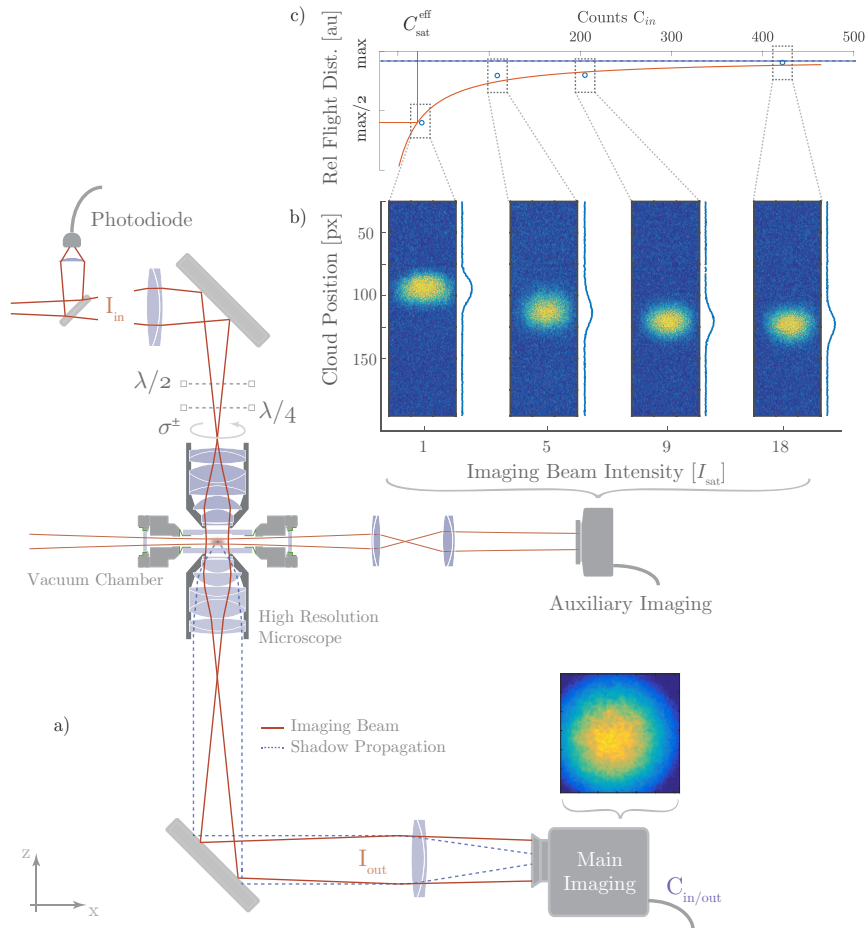 c)
C_sat^eff
Counts C_in
200
300
400
500
Rel Flight Dist. [au]
max
max/2
b)
Cloud Position [px]
50
100
150
1
5
9
18
Imaging Beam Intensity [I_sat]
Photodiode
I_in
λ/2
λ/4
σ^±
Vacuum Chamber
High Resolution
Microscope
Auxiliary Imaging
a)
Imaging Beam
Shadow Propagation
I_out
Main
Imaging
C_in/out
z
x